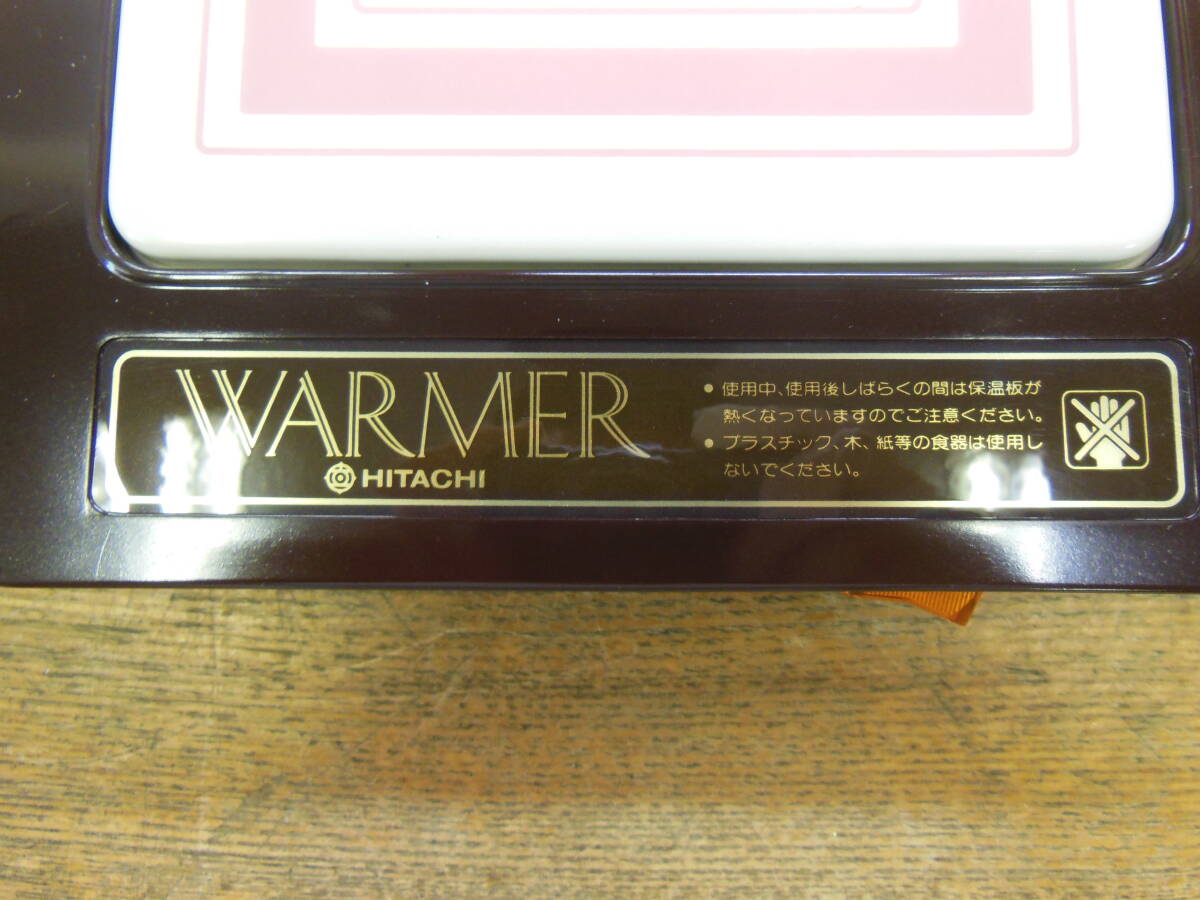 WARMER
HITACHI
• 使用中、使用後しばらくの間は保温板が
熱くなっていますのでご注意ください。
• プラスチック、木、紙等の食器は使用し
ないでください。